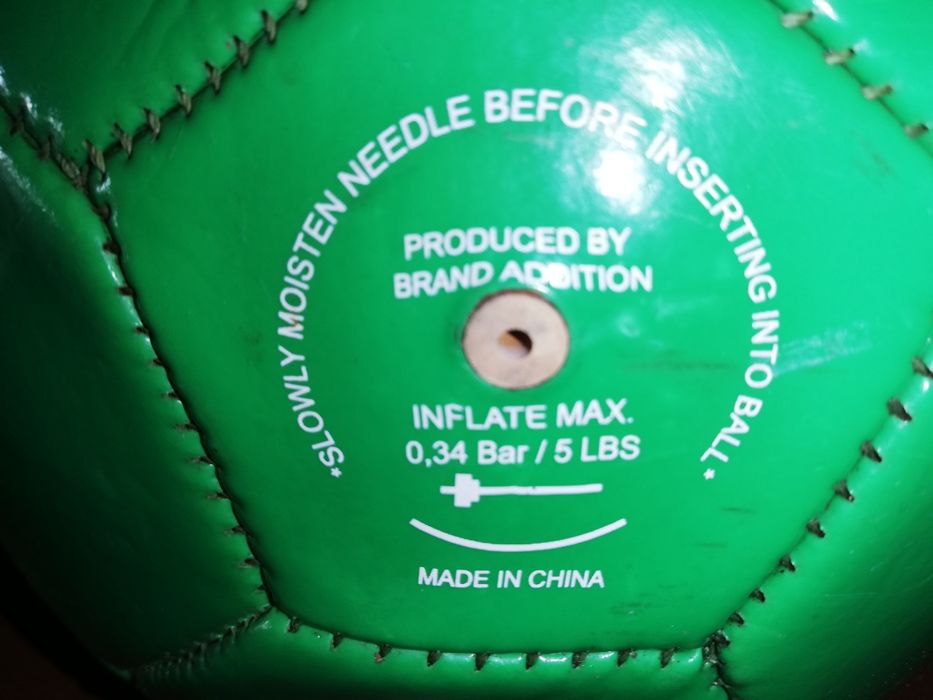 *SLOWLY MOISTEN NEEDLE BEFORE INSERTING INTO BALL*
PRODUCED BY
BRAND ADDITION
INFLATE MAX.
0,34 Bar / 5 LBS
MADE IN CHINA